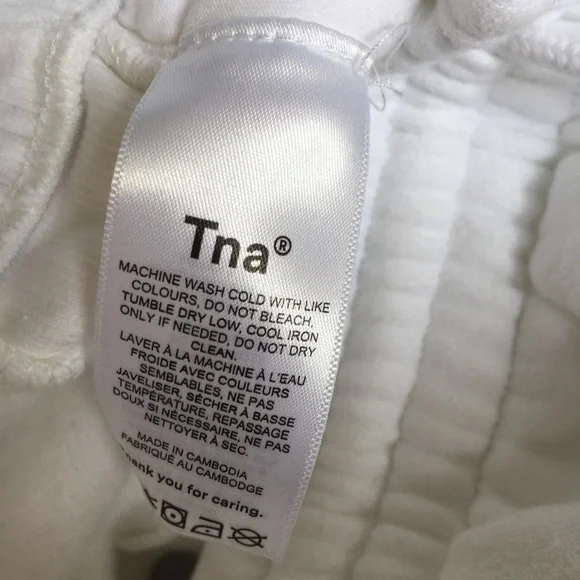 Tna®
MACHINE WASH COLD WITH LIKE
COLOURS, DO NOT BLEACH,
TUMBLE DRY LOW, COOL IRON
ONLY IF NEEDED, DO NOT DRY
CLEAN.
LAVER À LA MACHINE À L'EAU
FROIDE AVEC COULEURS
SEMBLABLES, NE PAS
JAVELISER, SÉCHER À BASSE
TEMPÉRATURE, REPASSAGE
DOUX SI NÉCESSAIRE, NE PAS
NETTOYER À SEC.
MADE IN CAMBODIA
FABRIQUÉ AU CAMBODGE
you for caring.